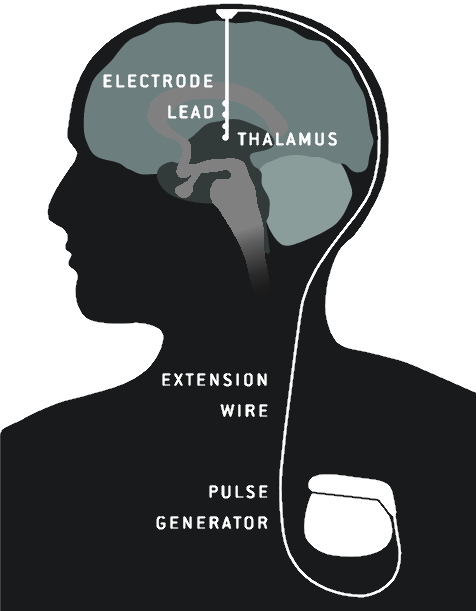 ELECTRODE
LEAD
THALAMUS
EXTENSION
WIRE
PULSE
GENERATOR